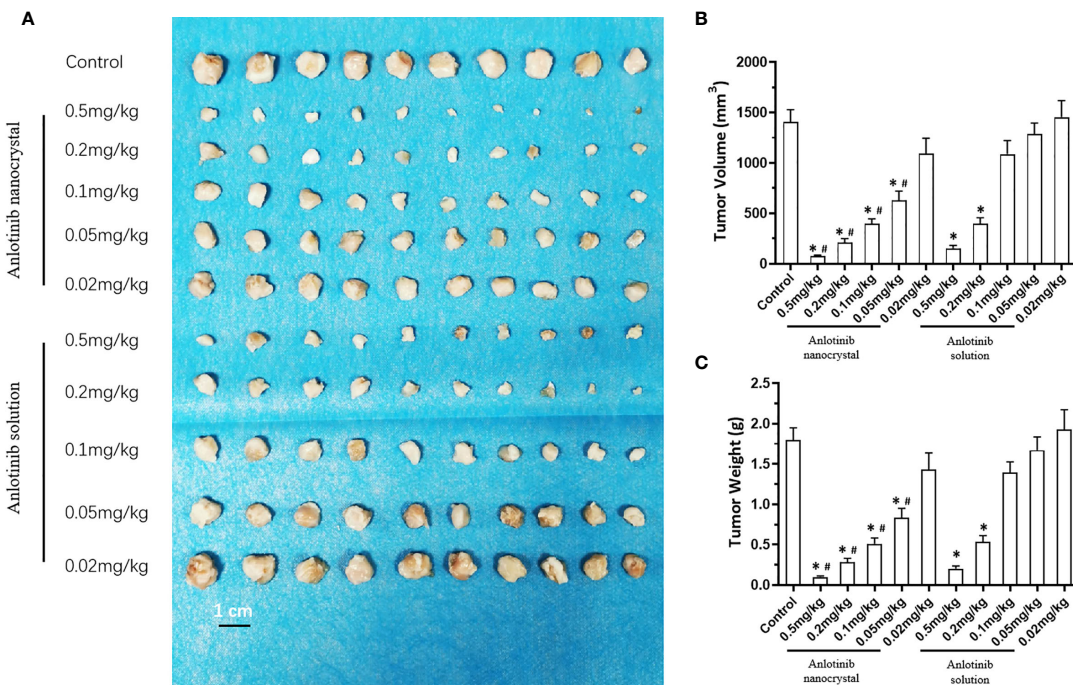 A
Control
0.5mg/kg
0.2mg/kg
0.1mg/kg
0.05mg/kg
0.02mg/kg
Anlotinib nanocrystal
0.5mg/kg
0.2mg/kg
0.1mg/kg
0.05mg/kg
0.02mg/kg
Anlotinib solution
1 cm
B
Tumor Volume (mm³)
2000
1500
1000
500
0
* #
* #
* #
* #
*
*
Control
0.5mg/kg
0.2mg/kg
0.1mg/kg
0.05mg/kg
0.02mg/kg
0.5mg/kg
0.2mg/kg
0.1mg/kg
0.05mg/kg
0.02mg/kg
Anlotinib
nanocrystal
Anlotinib
solution
C
Tumor Weight (g)
2.5
2.0
1.5
1.0
0.5
0.0
* #
* #
* #
* #
*
*
Control
0.5mg/kg
0.2mg/kg
0.1mg/kg
0.05mg/kg
0.02mg/kg
0.5mg/kg
0.2mg/kg
0.1mg/kg
0.05mg/kg
0.02mg/kg
Anlotinib
nanocrystal
Anlotinib
solution